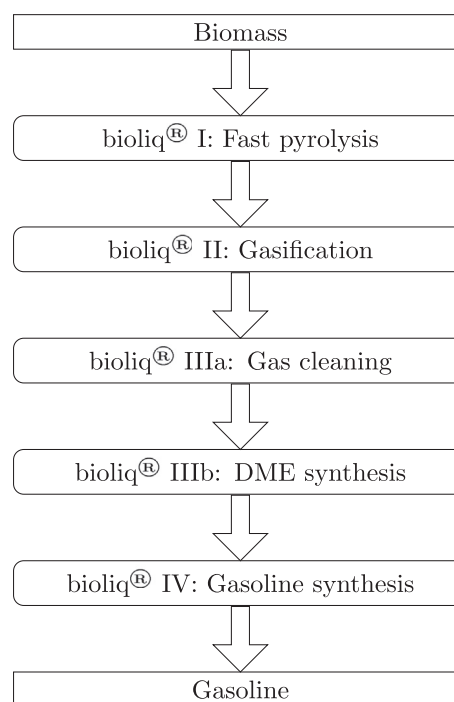 Biomass
bioliq® I: Fast pyrolysis
bioliq® II: Gasification
bioliq® IIIa: Gas cleaning
bioliq® IIIb: DME synthesis
bioliq® IV: Gasoline synthesis
Gasoline